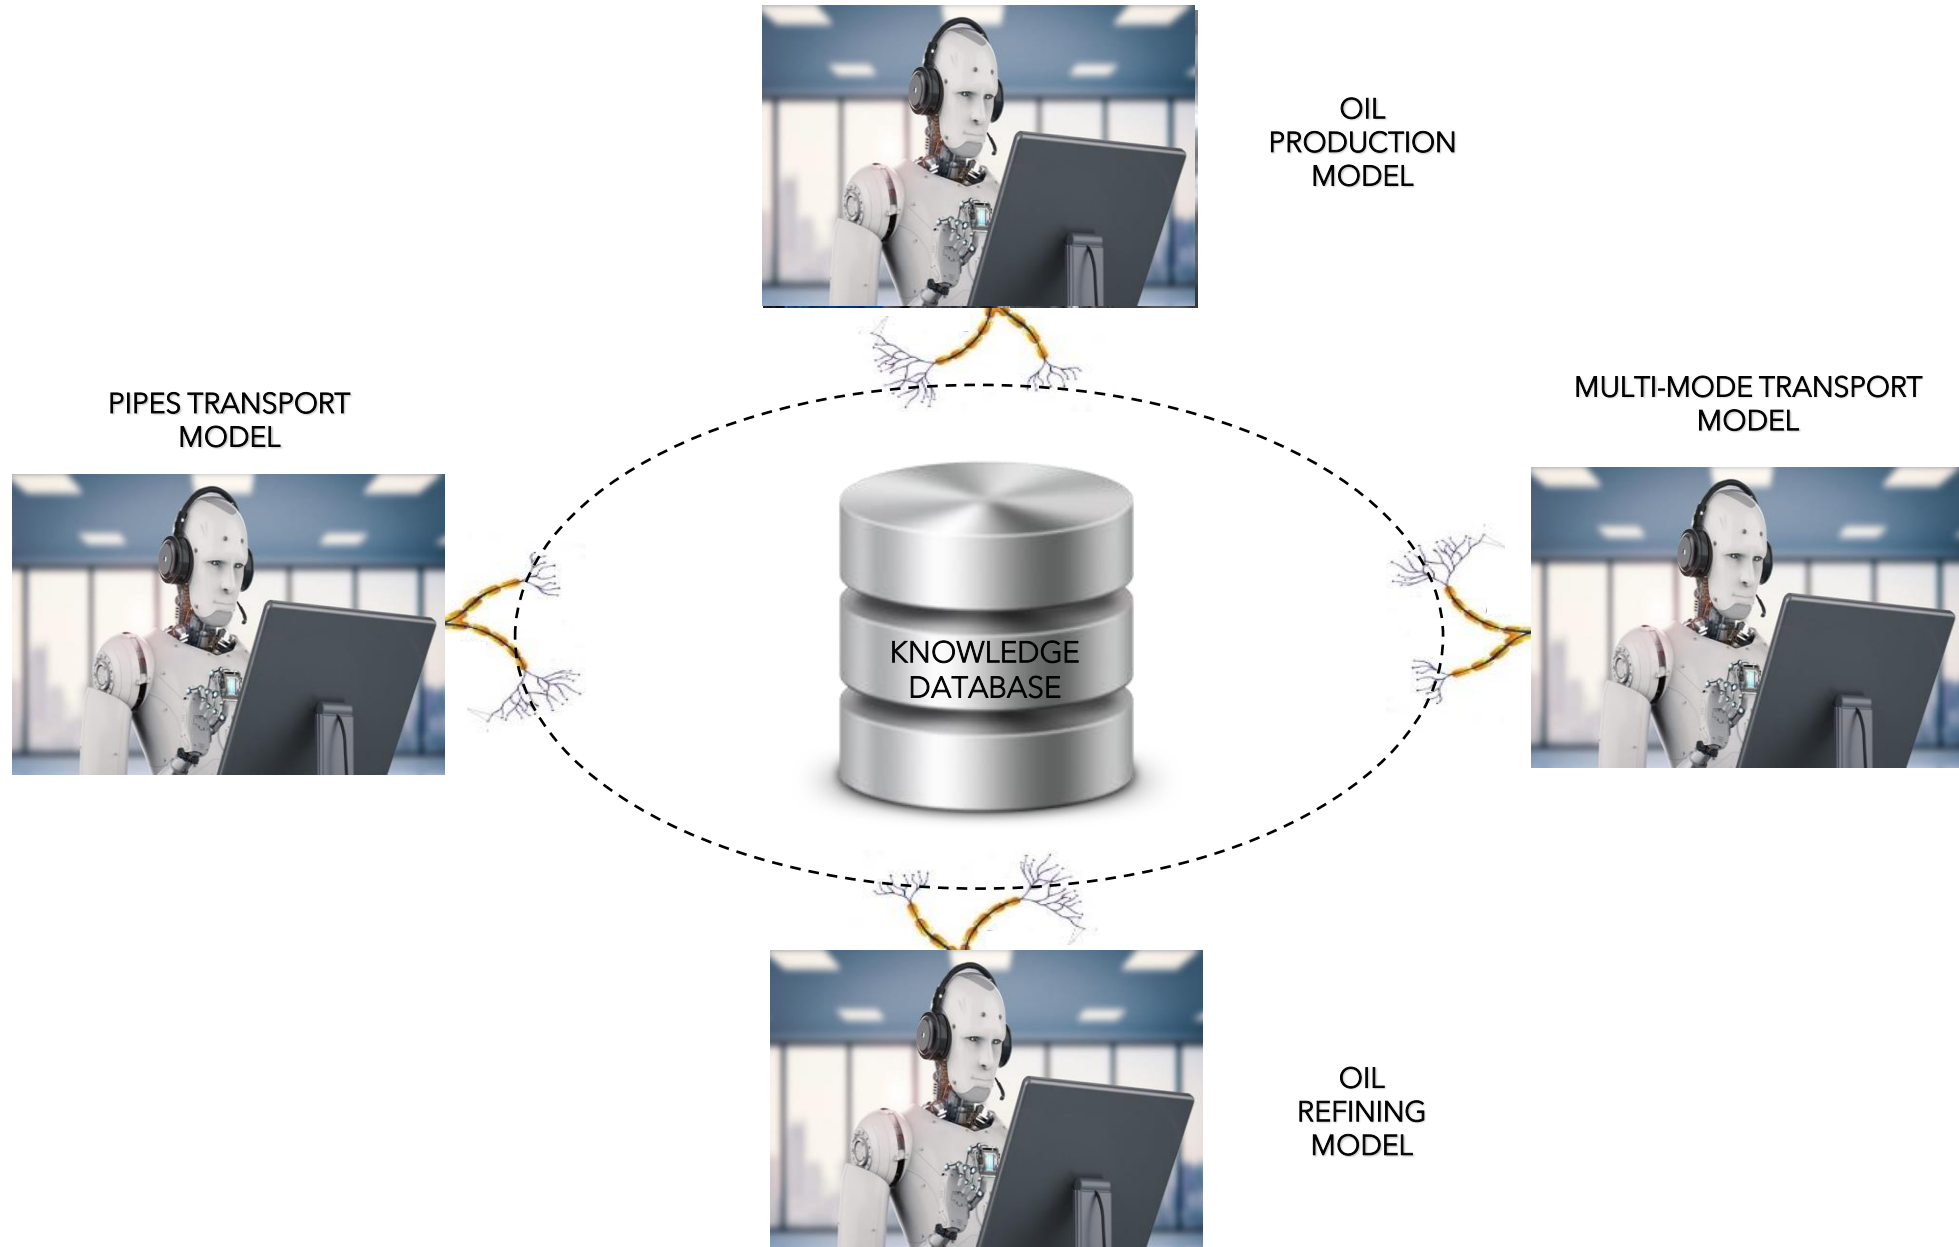 OIL
PRODUCTION
MODEL
PIPES TRANSPORT
MODEL
MULTI-MODE TRANSPORT
MODEL
KNOWLEDGE
DATABASE
OIL
REFINING
MODEL